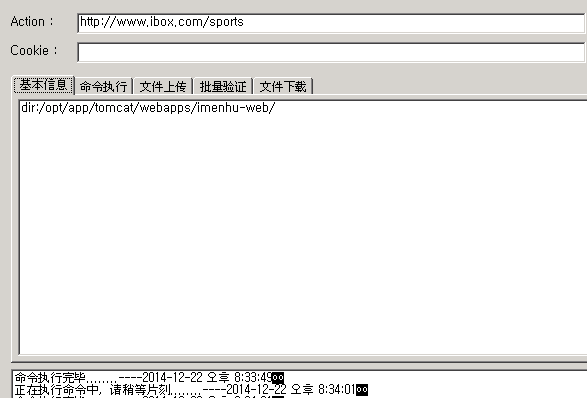 Action : http://www.ibox.com/sports
Cookie :
基本信息 命令执行 文件上传 批量验证 文件下载
dir:/opt/app/tomcat/webapps/imenhu-web/
命令执行完毕........----2014-12-22 오후 8:33:49
正在执行命令中，请稍等片刻........----2014-12-22 오후 8:34:01